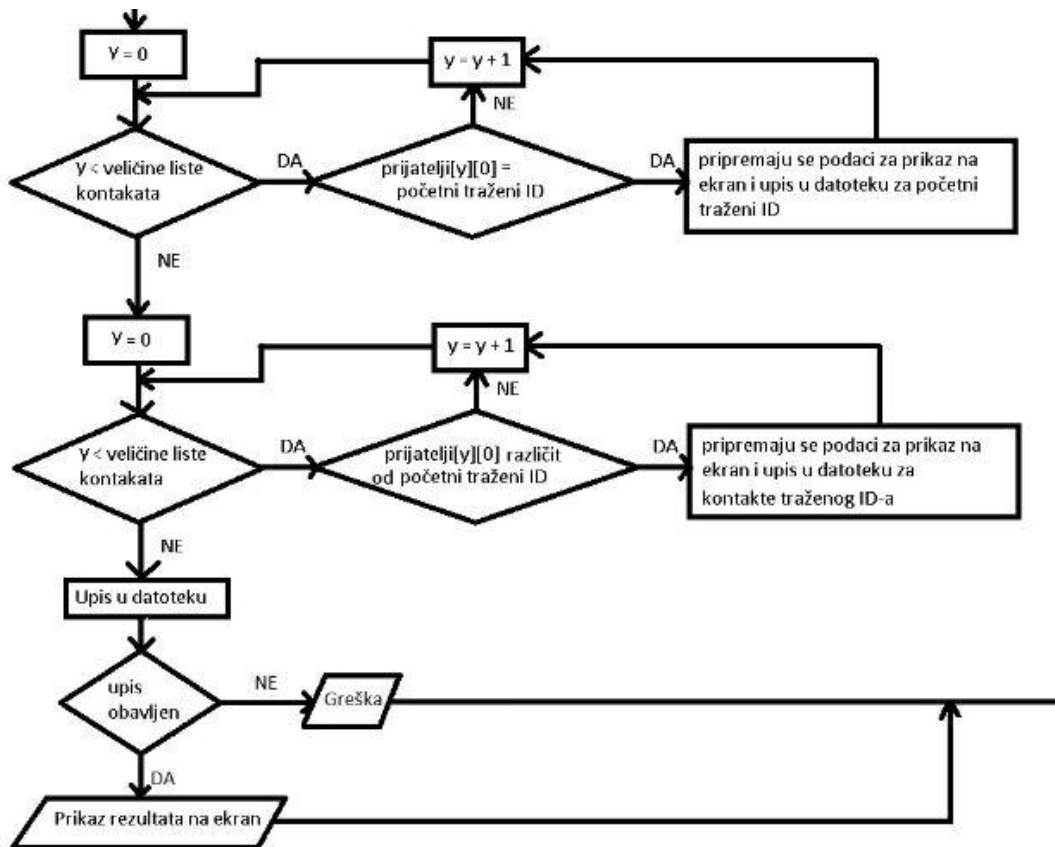 y = 0
y = y + 1
NE
y < veličine liste
kontakata
DA
prijatelji[y][0] =
početni traženi ID
DA
pripremaju se podaci za prikaz na
ekran i upis u datoteku za početni
traženi ID
NE
y = 0
y = y + 1
NE
y < veličine liste
kontakata
DA
prijatelji[y][0] različit
od početni traženi ID
DA
pripremaju se podaci za prikaz na
ekran i upis u datoteku za
kontakte traženog ID-a
NE
Upis u datoteku
upis
obavljen
NE
Greška
DA
Prikaz rezultata na ekran